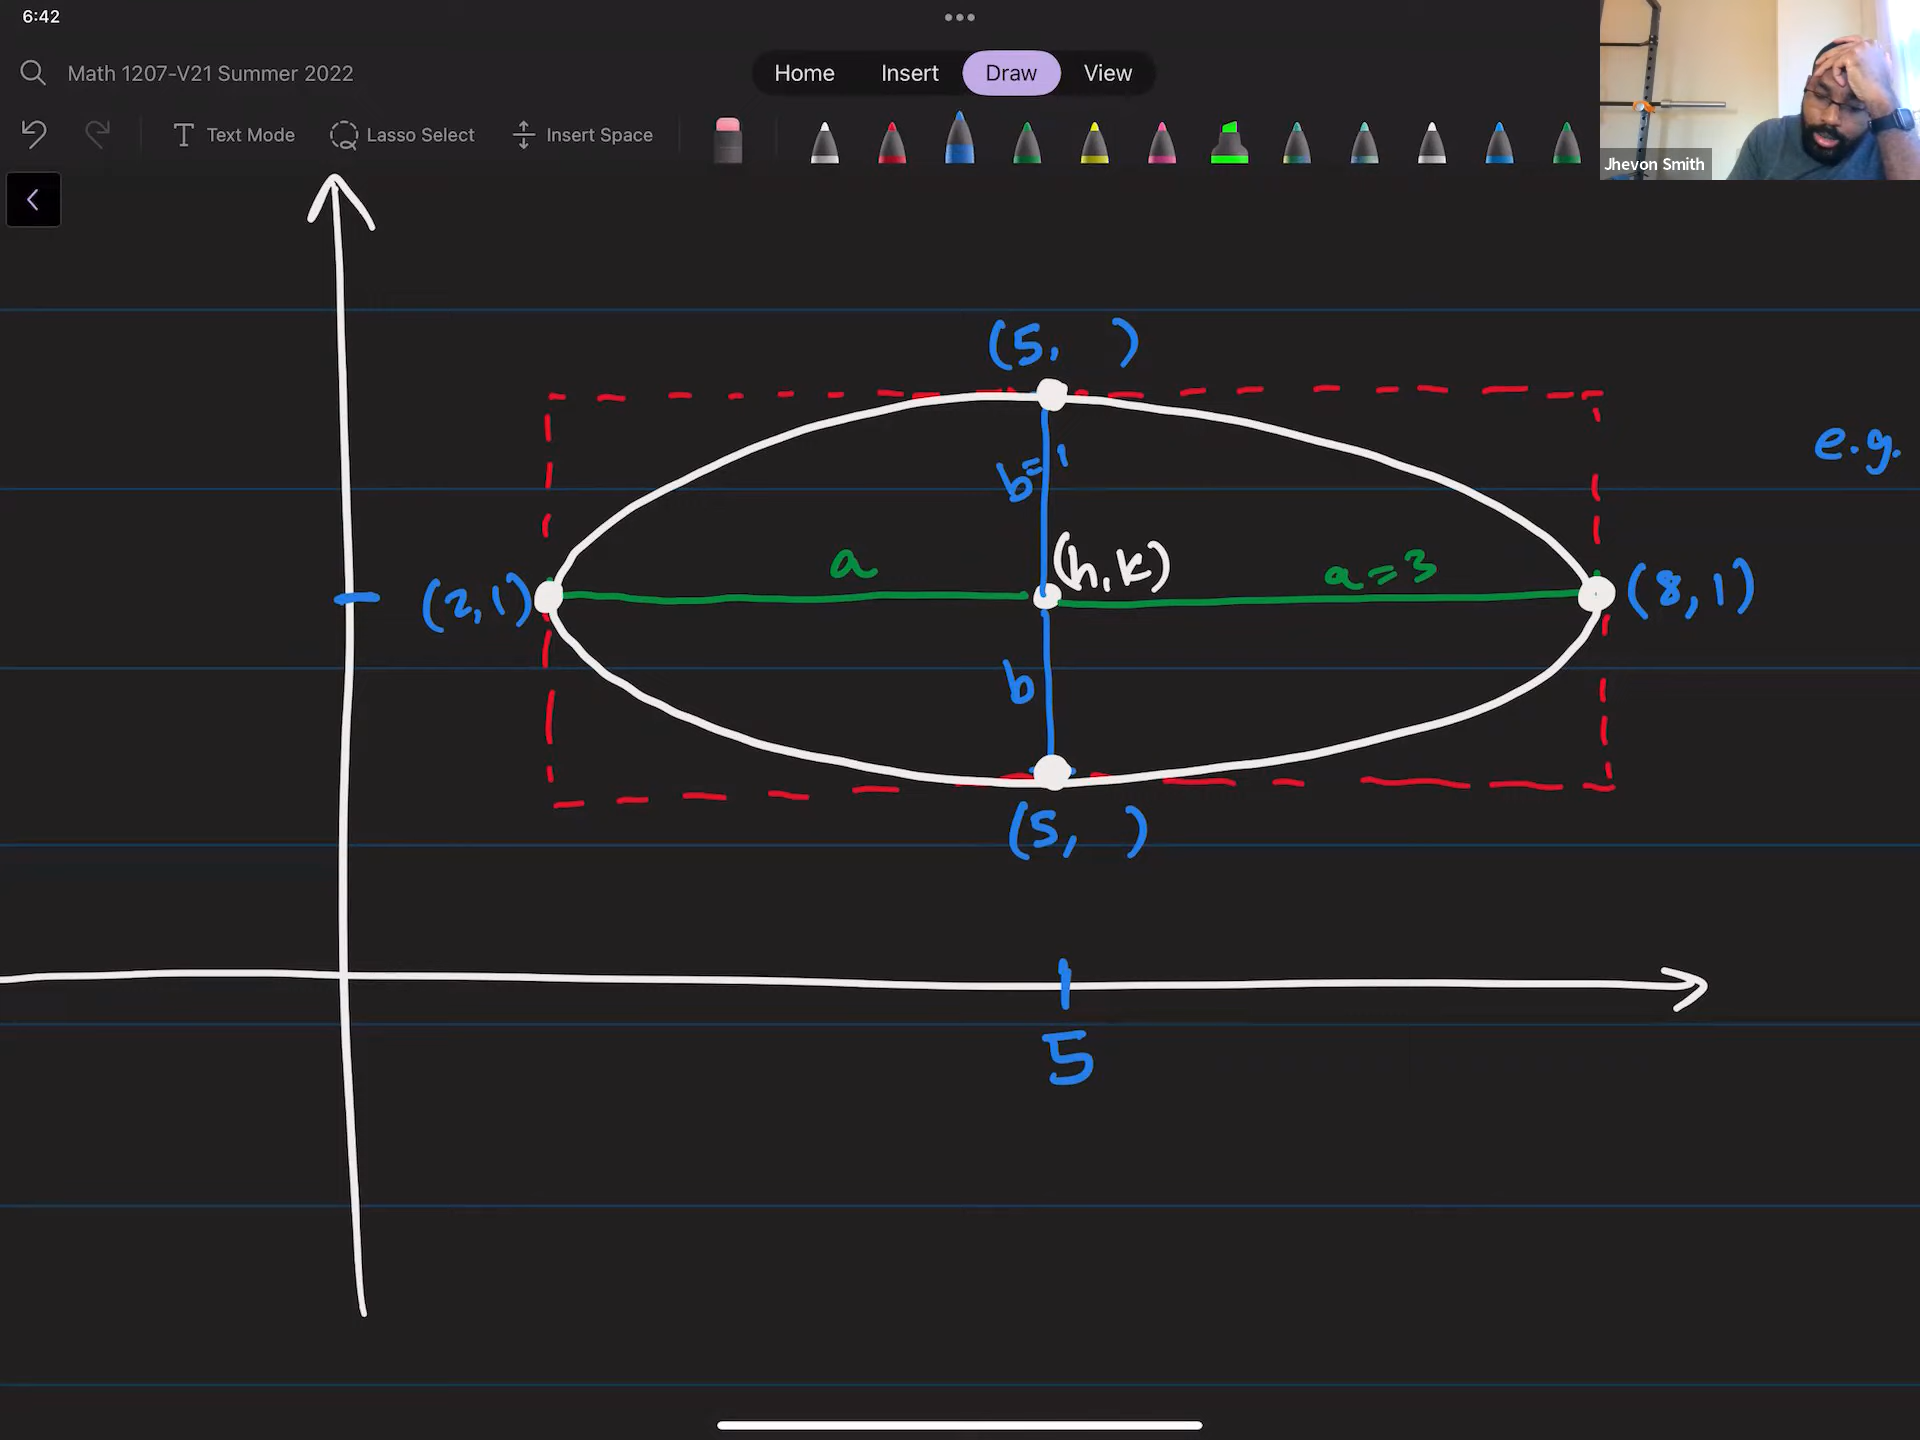 6:42
Math 1207-V21 Summer 2022
Home Insert Draw View
Text Mode Lasso Select Insert Space
Jhevon Smith
(5, )
e.g.
b=1
(h,k)
a
a=3
(2,1)
(8,1)
b
(5, )
5